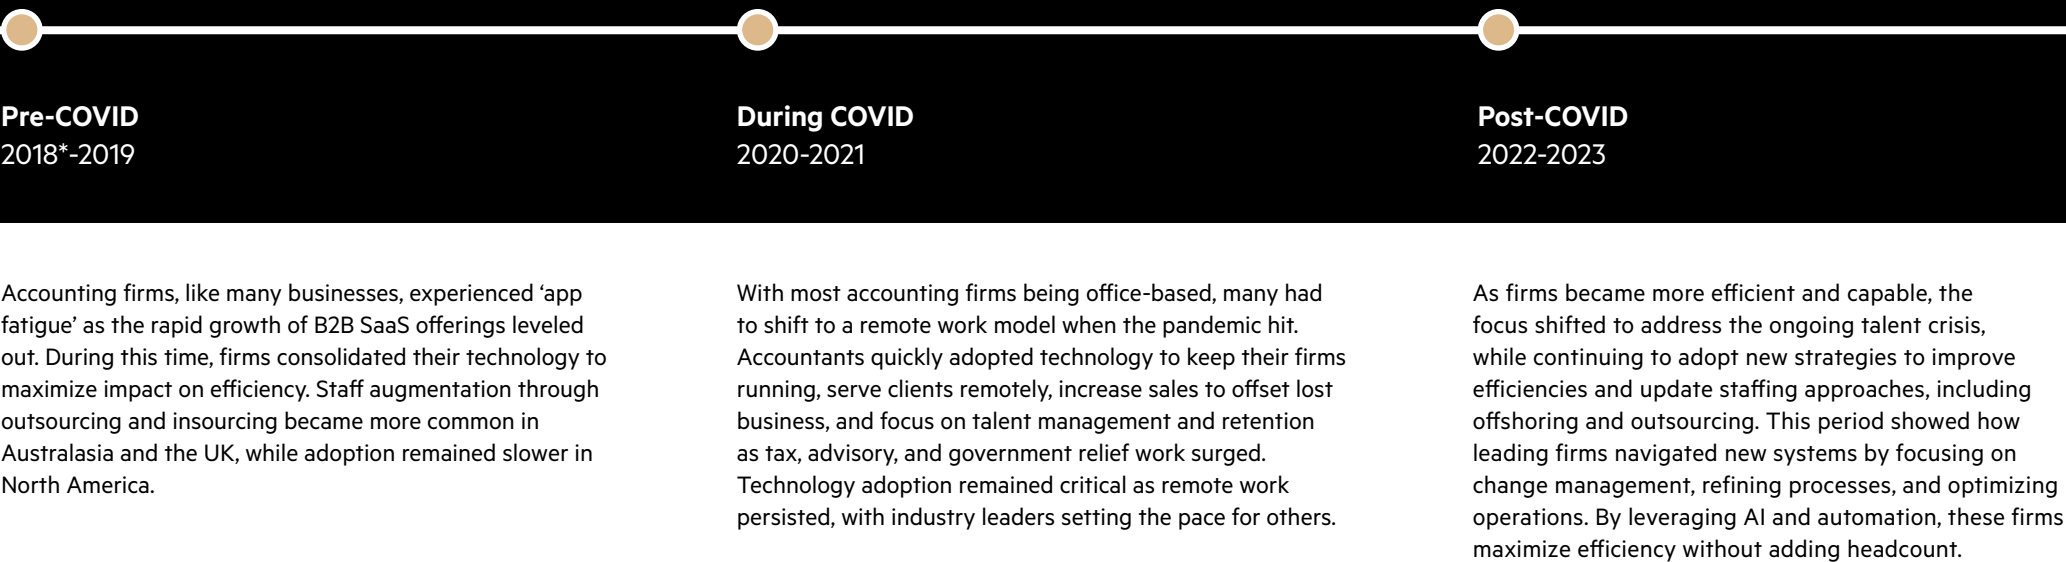 Pre-COVID
2018*-2019
Accounting firms, like many businesses, experienced ‘app
fatigue’ as the rapid growth of B2B SaaS offerings leveled
out. During this time, firms consolidated their technology to
maximize impact on efficiency. Staff augmentation through
outsourcing and insourcing became more common in
Australasia and the UK, while adoption remained slower in
North America.
During COVID
2020-2021
With most accounting firms being office-based, many had
to shift to a remote work model when the pandemic hit.
Accountants quickly adopted technology to keep their firms
running, serve clients remotely, increase sales to offset lost
business, and focus on talent management and retention
as tax, advisory, and government relief work surged.
Technology adoption remained critical as remote work
persisted, with industry leaders setting the pace for others.
Post-COVID
2022-2023
As firms became more efficient and capable, the
focus shifted to address the ongoing talent crisis,
while continuing to adopt new strategies to improve
efficiencies and update staffing approaches, including
offshoring and outsourcing. This period showed how
leading firms navigated new systems by focusing on
change management, refining processes, and optimizing
operations. By leveraging AI and automation, these firms
maximize efficiency without adding headcount.